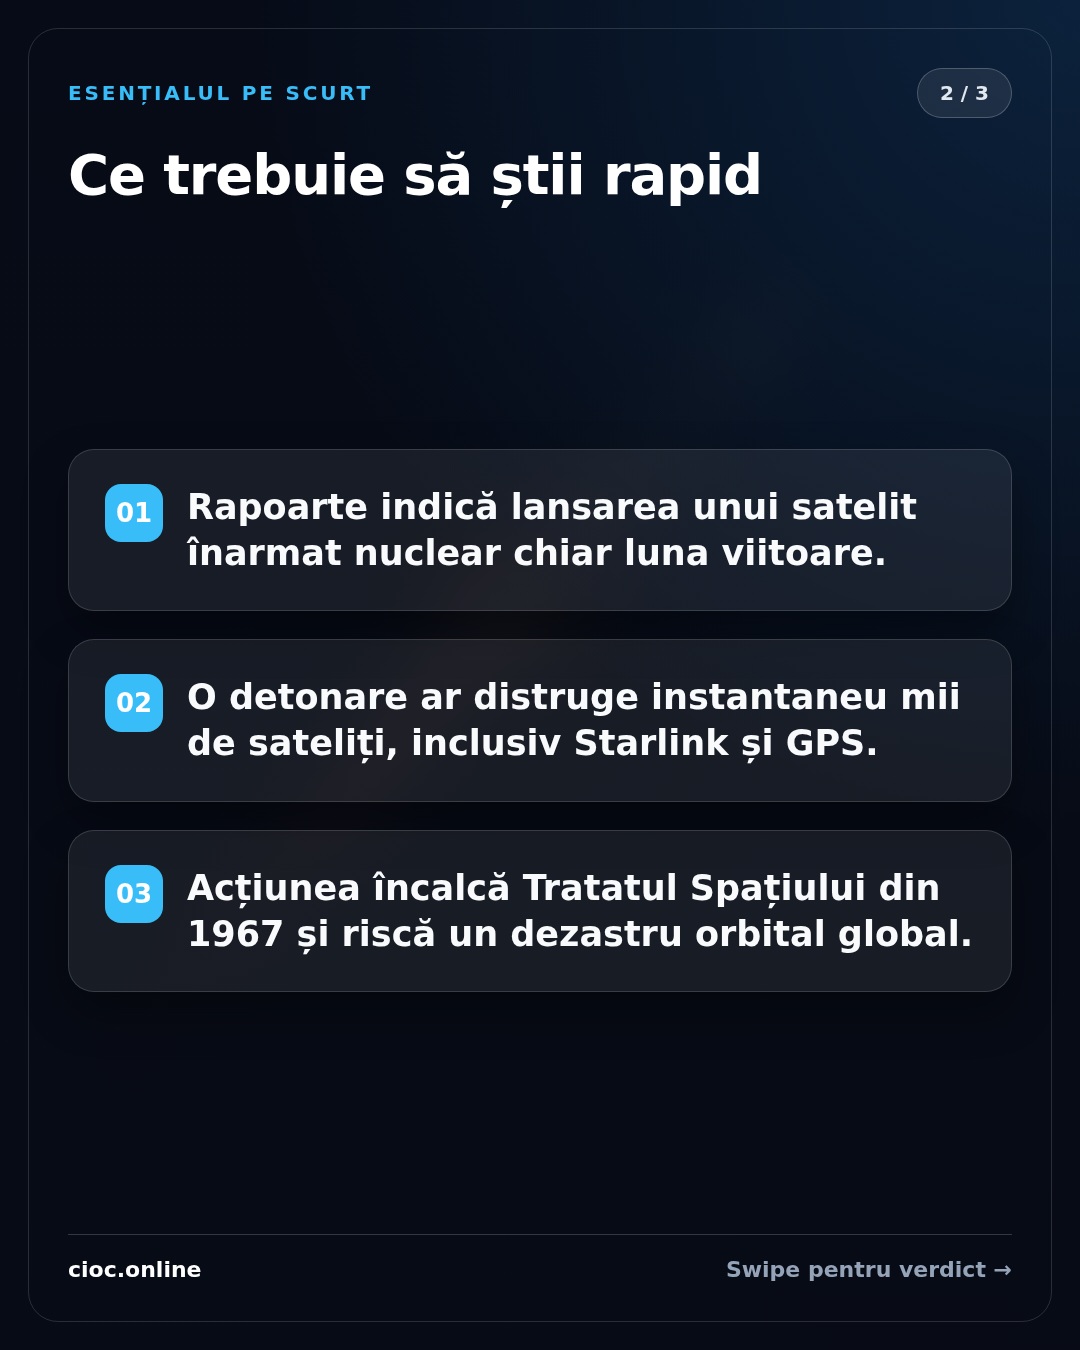 ESENȚIALUL PE SCURT
2 / 3
Ce trebuie să știi rapid
01
Rapoarte indică lansarea unui satelit
înarmat nuclear chiar luna viitoare.
02
O detonare ar distruge instantaneu mii
de sateliți, inclusiv Starlink și GPS.
03
Acțiunea încalcă Tratatul Spațiului din
1967 și riscă un dezastru orbital global.
cioc.online
Swipe pentru verdict →